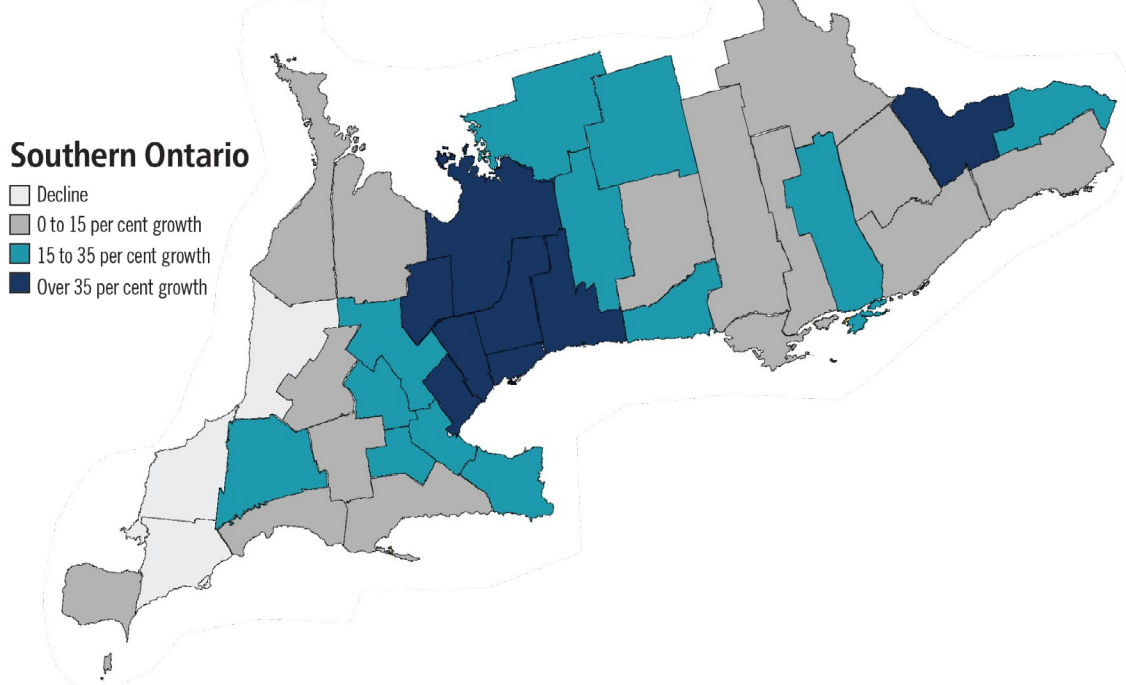 Southern Ontario
Decline
0 to 15 per cent growth
15 to 35 per cent growth
Over 35 per cent growth